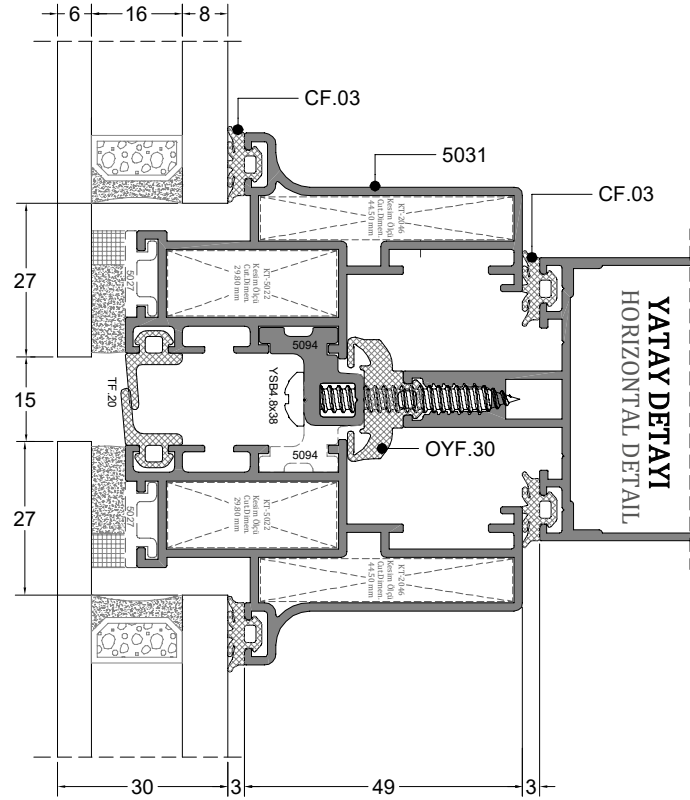 6
16
8
CF.03
5031
CF.03
KT-2046
Kesim Ölçü
Cut.Dimen.
44.50 mm
27
5027
KT-5022
Kesim Ölçü
Cut.Dimen.
29.80 mm
YATAY DETAYI
HORIZONTAL DETAIL
5094
15
TF.20
YSB4.8x38
OYF.30
5094
27
5027
KT-5022
Kesim Ölçü
Cut.Dimen.
29.80 mm
KT-2046
Kesim Ölçü
Cut.Dimen.
44.50 mm
30
3
49
3